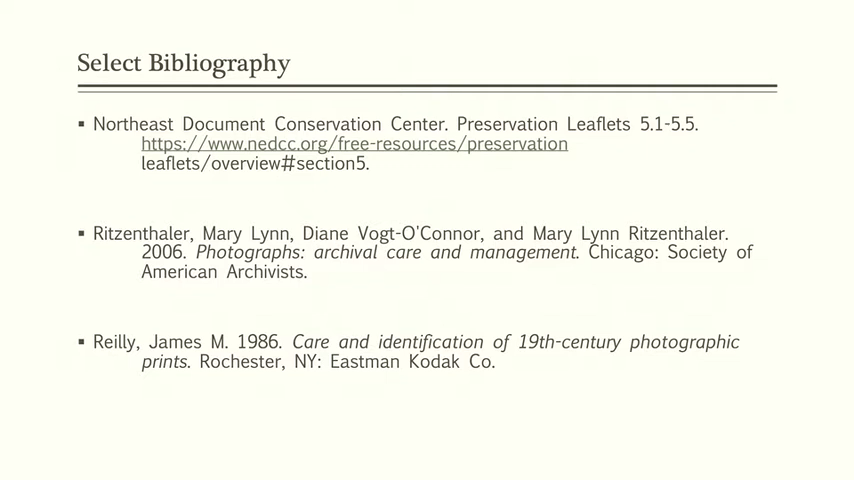 Select Bibliography
▪ Northeast Document Conservation Center. Preservation Leaflets 5.1-5.5.
https://www.nedcc.org/free-resources/preservation
leaflets/overview#section5.
▪ Ritzenthaler, Mary Lynn, Diane Vogt-O'Connor, and Mary Lynn Ritzenthaler.
2006. Photographs: archival care and management. Chicago: Society of
American Archivists.
▪ Reilly, James M. 1986. Care and identification of 19th-century photographic
prints. Rochester, NY: Eastman Kodak Co.